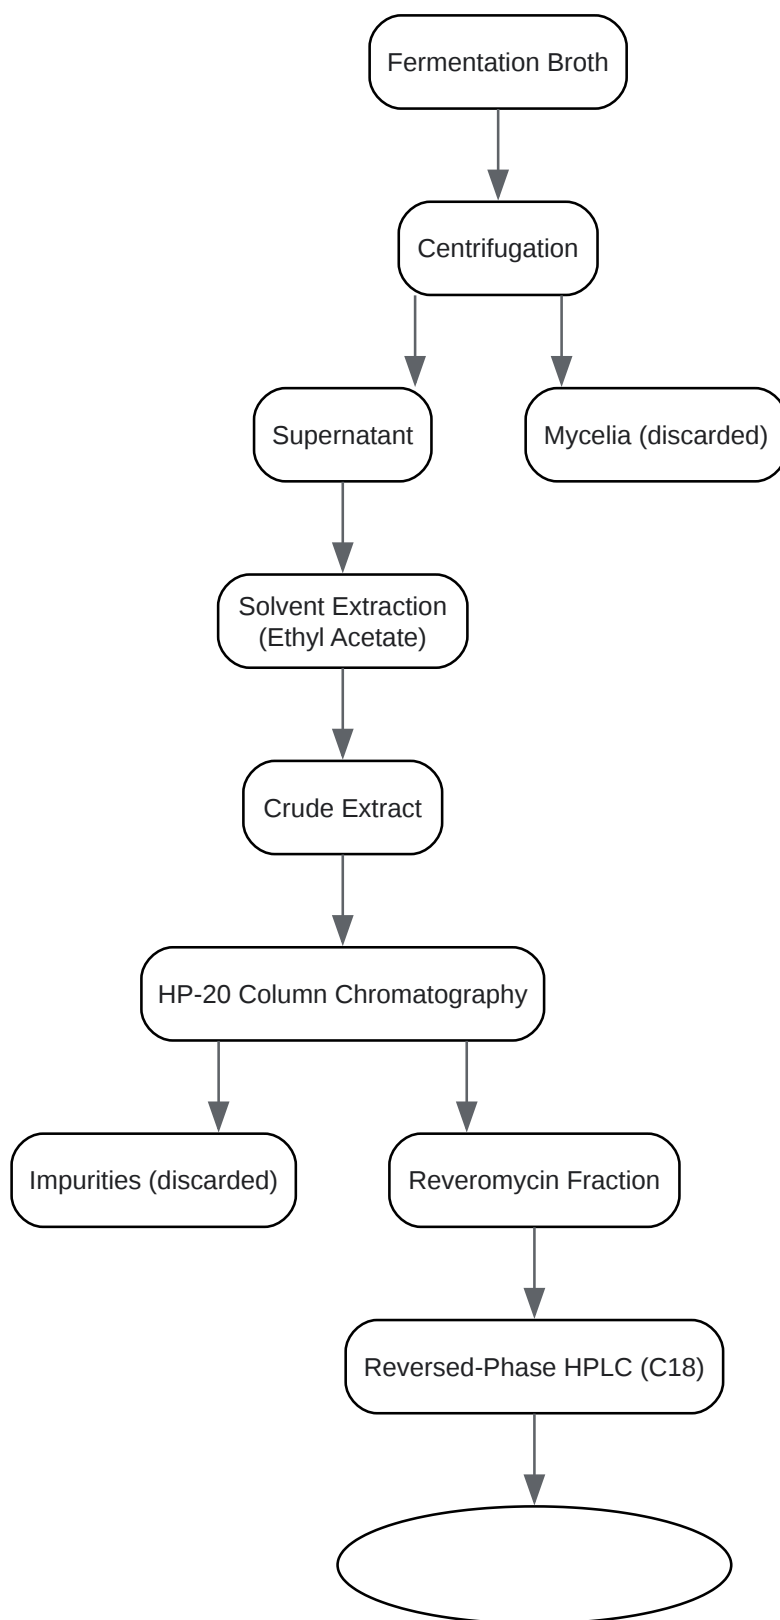 Fermentation Broth
Centrifugation
Supernatant
Mycelia (discarded)
Solvent Extraction
(Ethyl Acetate)
Crude Extract
HP-20 Column Chromatography
Impurities (discarded)
Reveromycin Fraction
Reversed-Phase HPLC (C18)